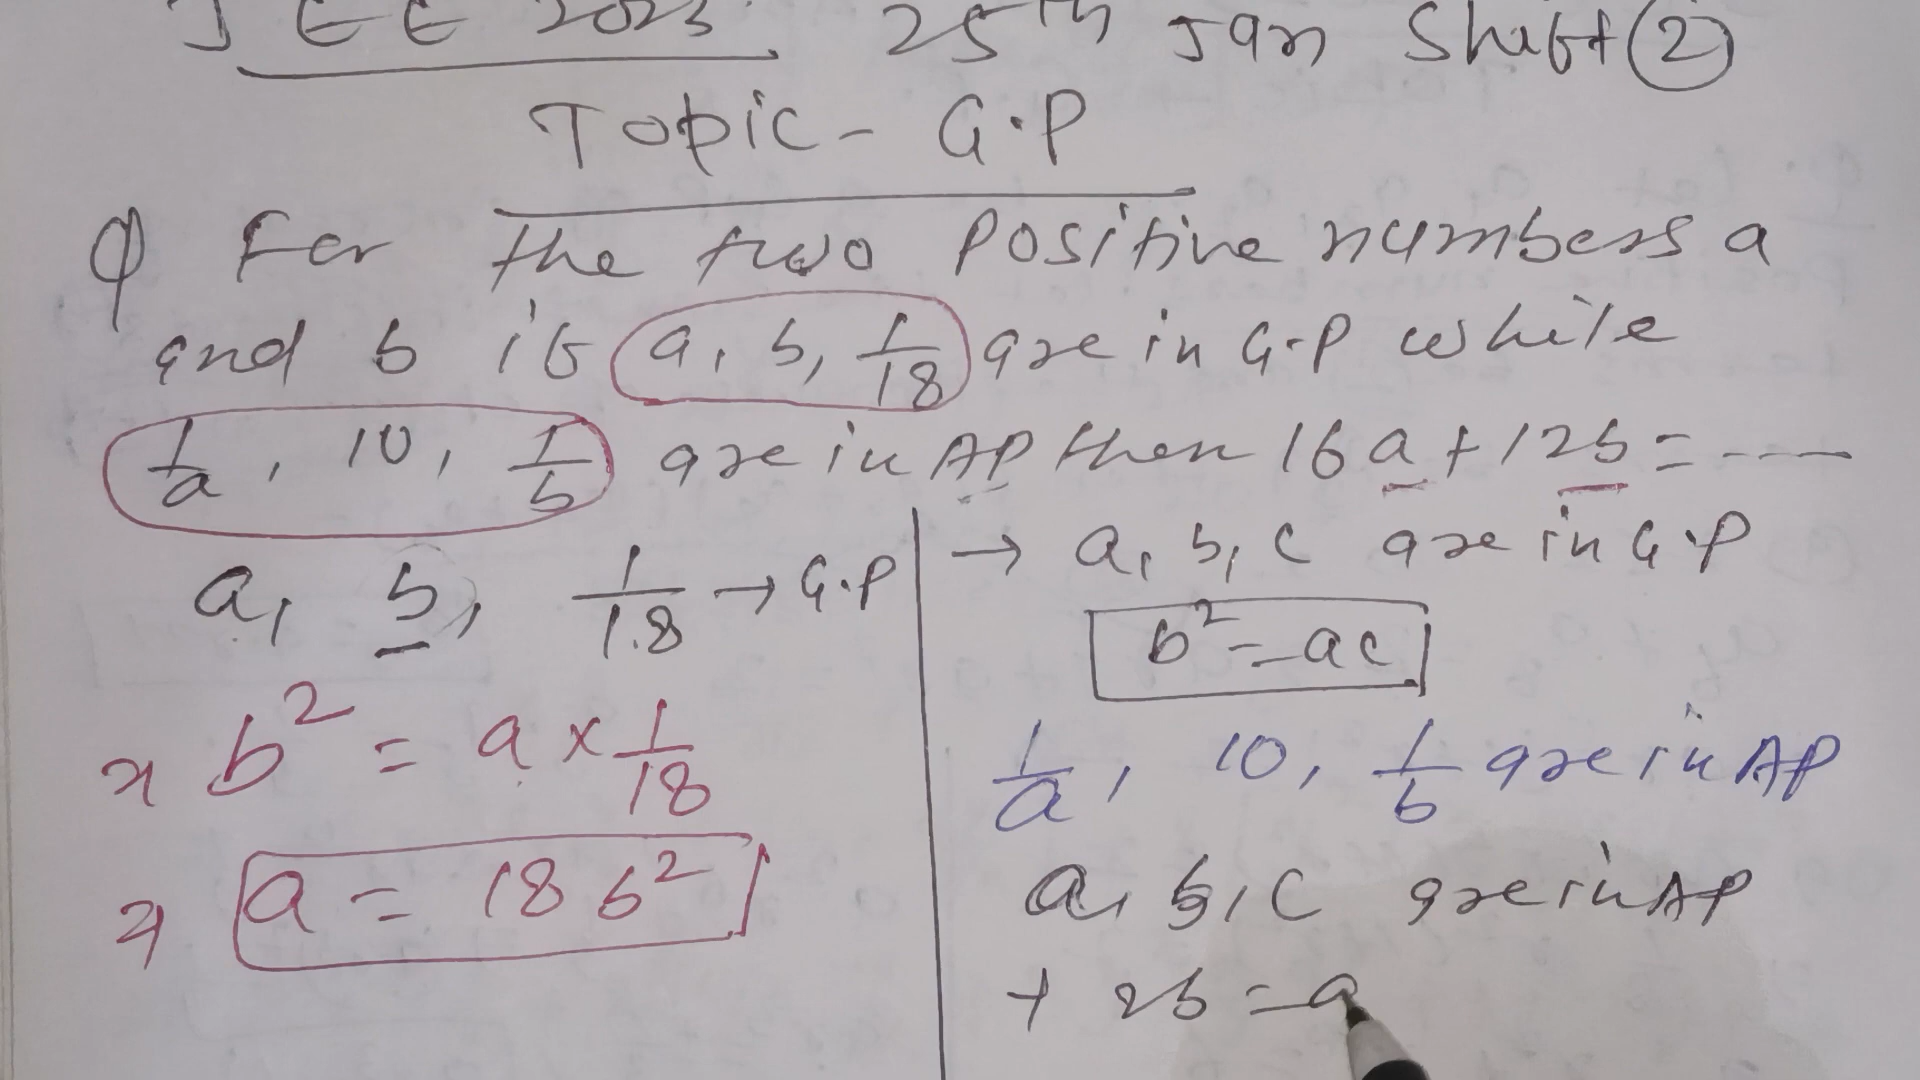 JEE 2023. 25th Jan Shift (2)
Topic - G.P
Q For the two positive numbers a
and b if a, b, 1/18 are in G.P while
1/a, 10, 1/b are in AP then 16a + 12b = ----
a, b, 1/18 → G.P
b² = a × 1/18
a = 18b²
→ a, b, c are in G.P
b² = ac
1/a, 10, 1/b are in AP
a, b, c are in AP
2b = a